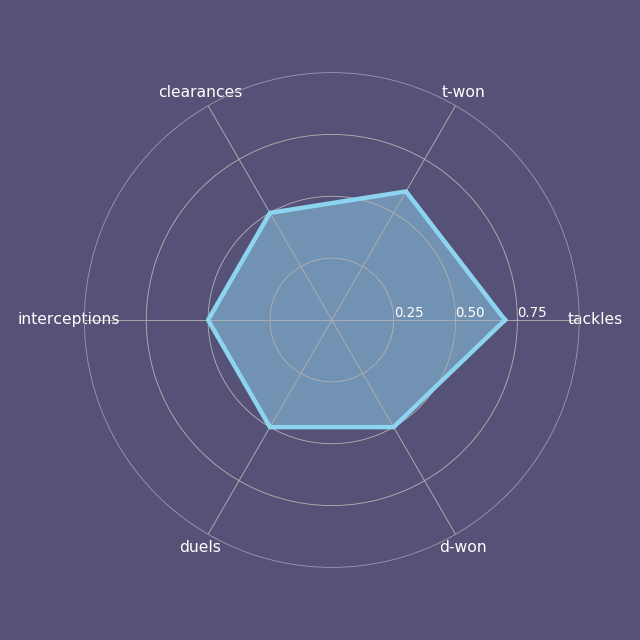 clearances
t-won
interceptions
0.25
0.50
0.75
tackles
duels
d-won